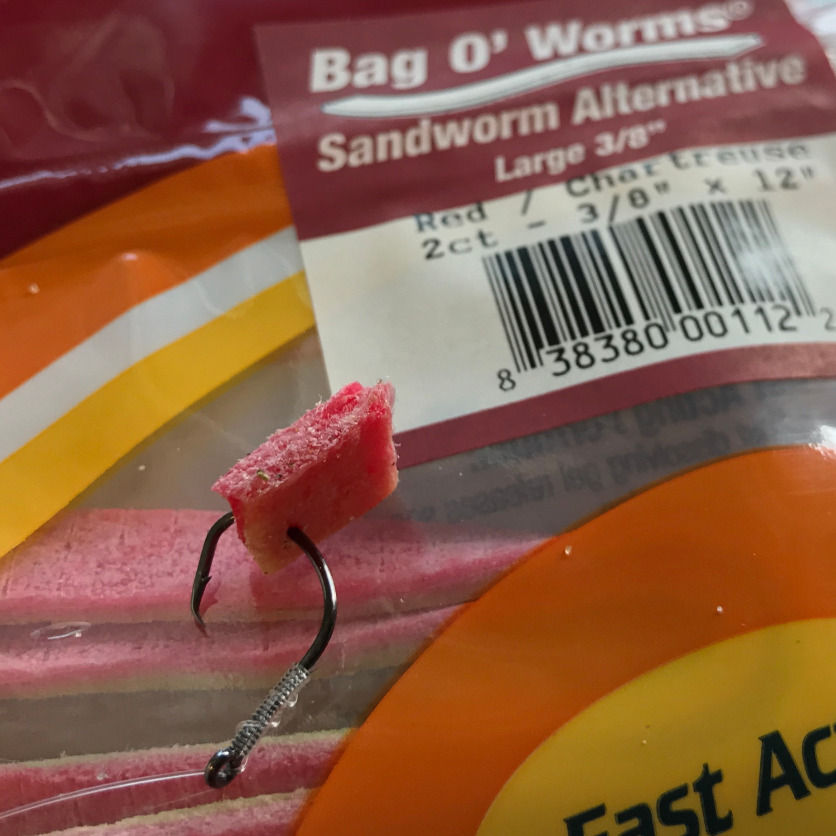 Bag O' Worms®
Sandworm Alternative
Large 3/8"
Red / Chartreuse
2ct - 3/8" x 12"
8 38380 00112 2
Fast Ac